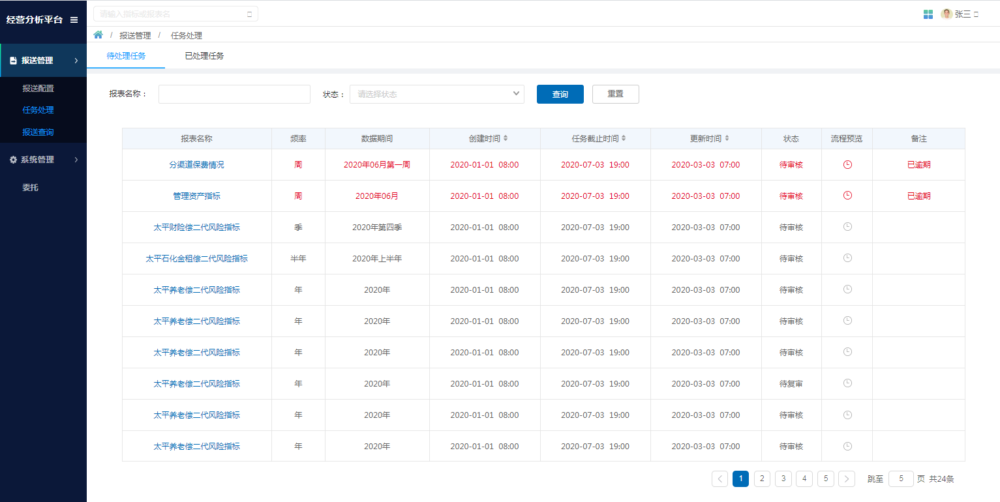 经营分析平台
请输入指标或报表名
张三
/ 报送管理 / 任务处理
待处理任务 已处理任务
报送管理
报送配置
任务处理
报送查询
系统管理
委托
报表名称： 状态： 请选择状态 查询 重置
报表名称 频率 数据期间 创建时间 任务截止时间 更新时间 状态 流程预览 备注
分渠道保费情况 周 2020年06月第一周 2020-01-01 08:00 2020-07-03 19:00 2020-03-03 07:00 待审核 已逾期
管理资产指标 周 2020年06月 2020-01-01 08:00 2020-07-03 19:00 2020-03-03 07:00 待审核 已逾期
太平财险偿二代风险指标 季 2020年第四季 2020-01-01 08:00 2020-07-03 19:00 2020-03-03 07:00 待审核
太平石化金租偿二代风险指标 半年 2020年上半年 2020-01-01 08:00 2020-07-03 19:00 2020-03-03 07:00 待审核
太平养老偿二代风险指标 年 2020年 2020-01-01 08:00 2020-07-03 19:00 2020-03-03 07:00 待审核
太平养老偿二代风险指标 年 2020年 2020-01-01 08:00 2020-07-03 19:00 2020-03-03 07:00 待审核
太平养老偿二代风险指标 年 2020年 2020-01-01 08:00 2020-07-03 19:00 2020-03-03 07:00 待审核
太平养老偿二代风险指标 年 2020年 2020-01-01 08:00 2020-07-03 19:00 2020-03-03 07:00 待复审
太平养老偿二代风险指标 年 2020年 2020-01-01 08:00 2020-07-03 19:00 2020-03-03 07:00 待审核
太平养老偿二代风险指标 年 2020年 2020-01-01 08:00 2020-07-03 19:00 2020-03-03 07:00 待审核
1 2 3 4 5 跳至 5 页 共24条